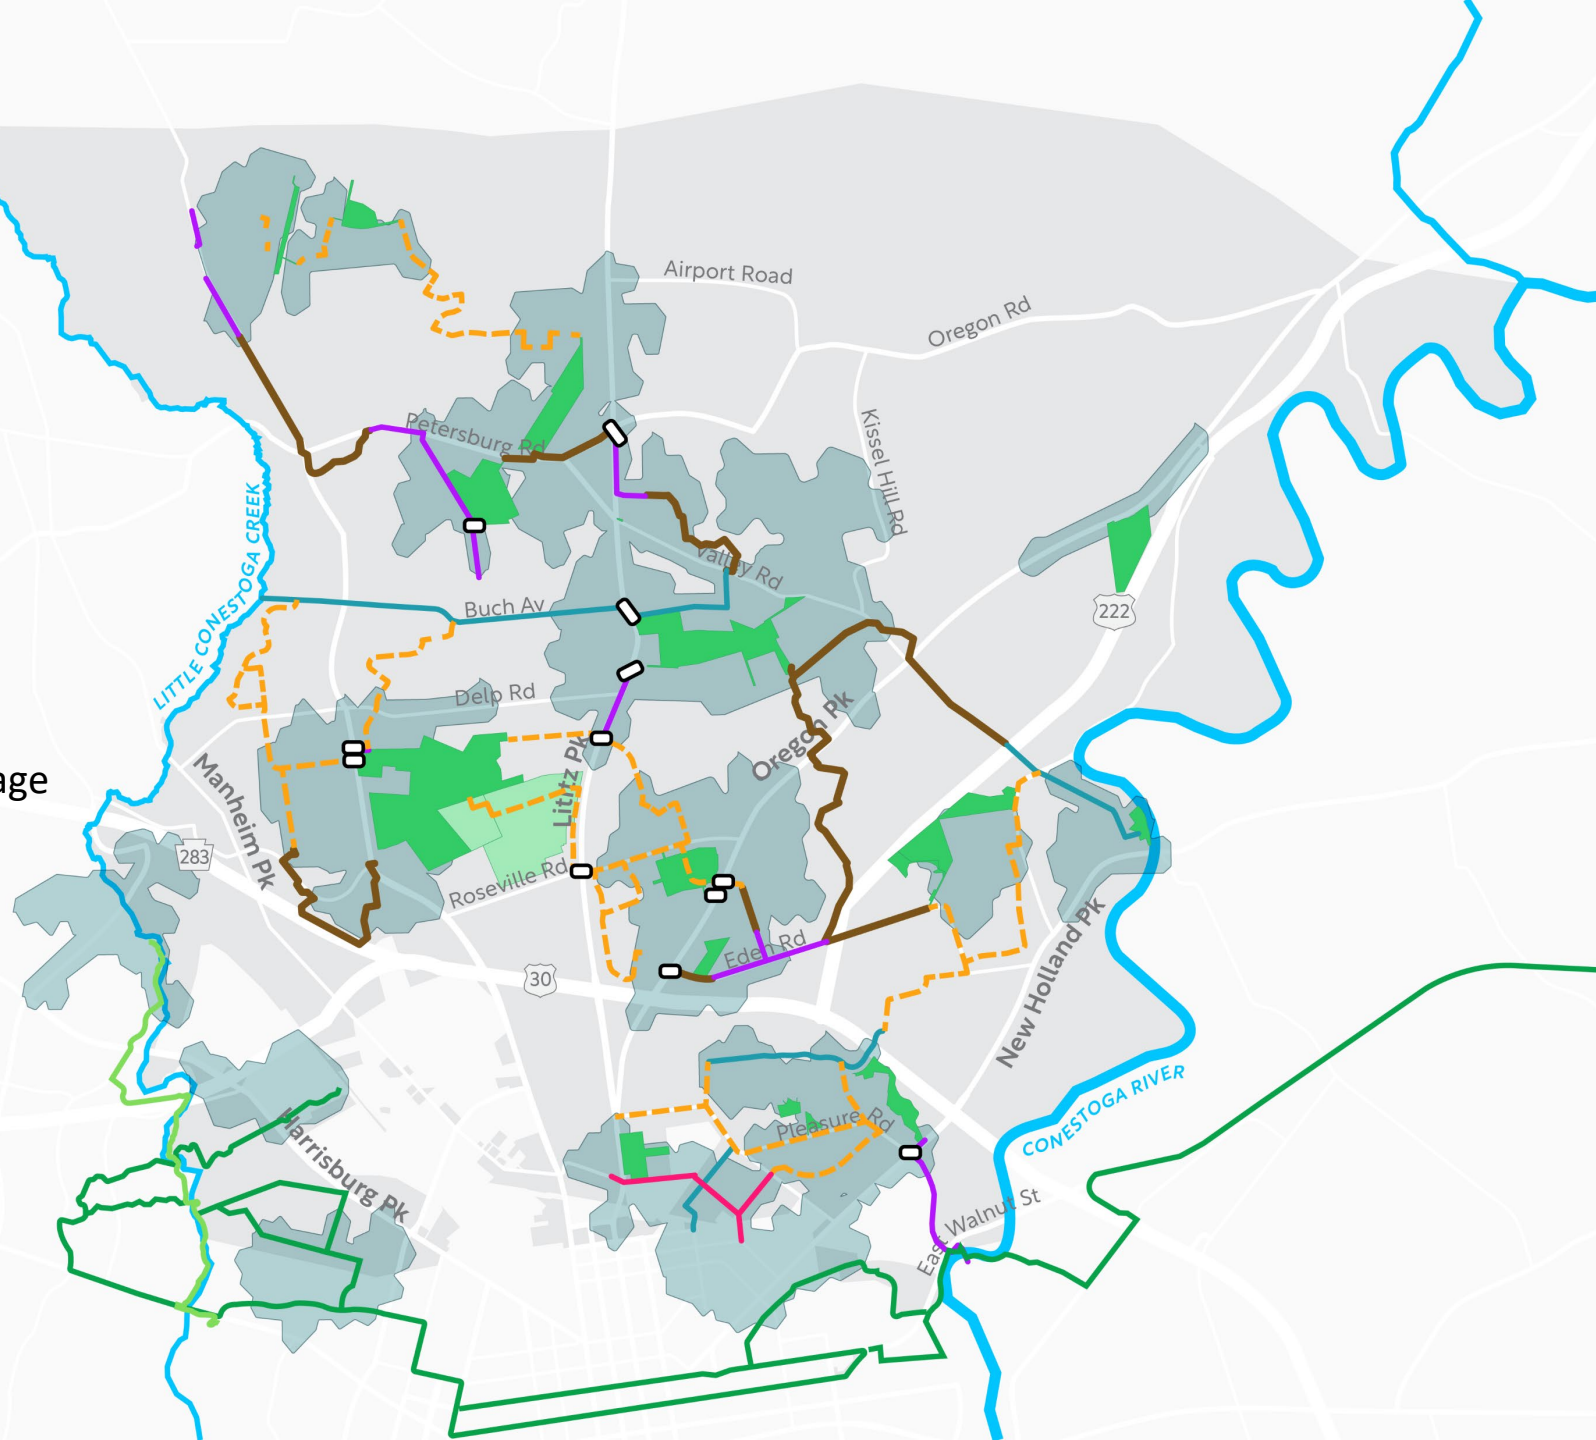 Airport Road
Oregon Rd
Petersburg Rd
Kissel Hill Rd
LITTLE CONESTOGA CREEK
Valley Rd
Buch Av
222
Delp Rd
Oregon Pk
age
Manheim Pk
Lititz Pk
283
Roseville Rd
Eden Rd
30
New Holland Pk
CONESTOGA RIVER
Pleasure Rd
Harrisburg Pk
East Walnut St